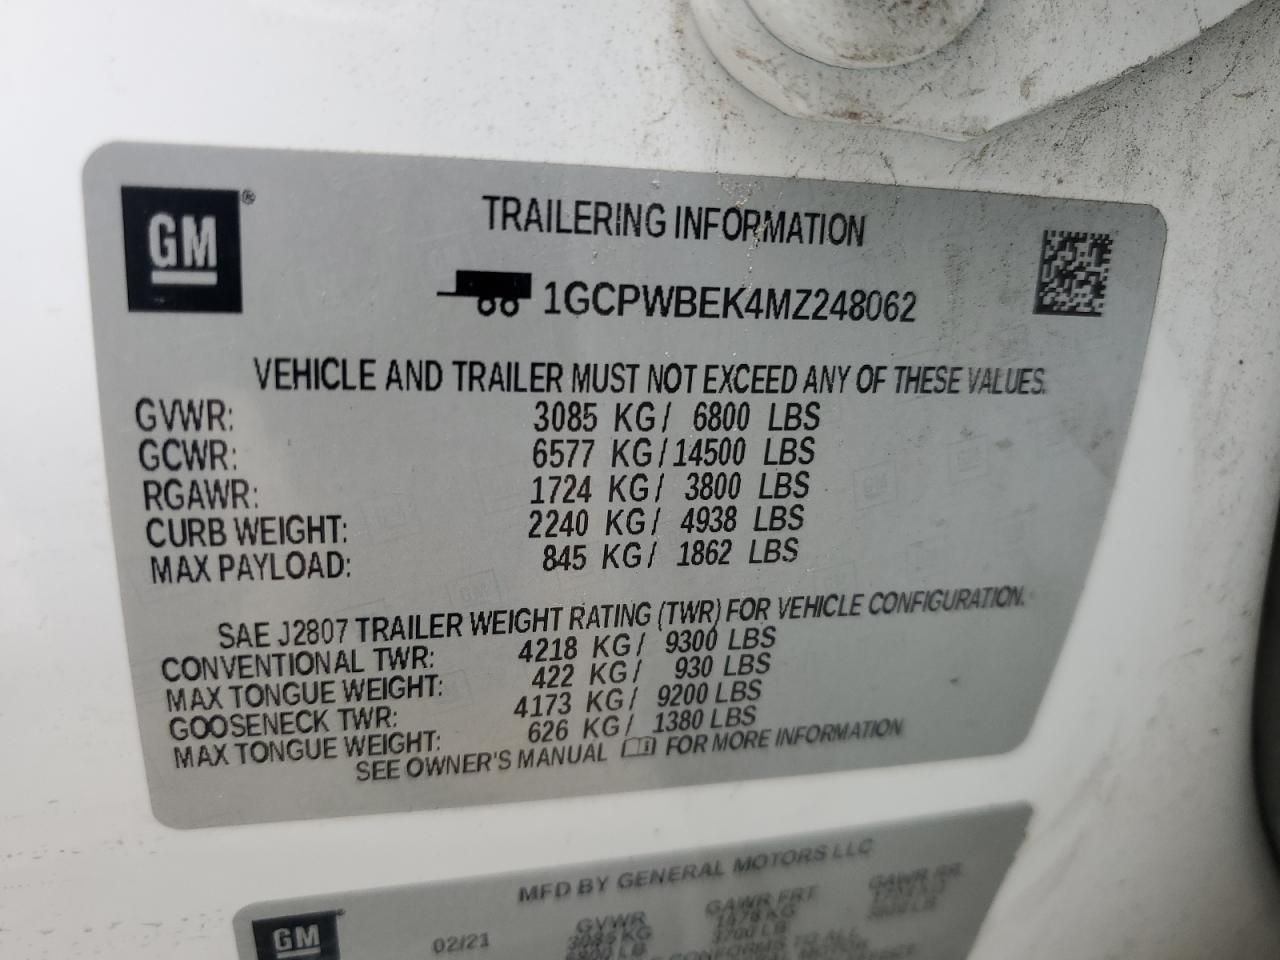 GM ®
TRAILERING INFORMATION
1GCPWBEK4MZ248062
VEHICLE AND TRAILER MUST NOT EXCEED ANY OF THESE VALUES.
GVWR: 3085 KG/ 6800 LBS
GCWR: 6577 KG/14500 LBS
RGAWR: 1724 KG/ 3800 LBS
CURB WEIGHT: 2240 KG/ 4938 LBS
MAX PAYLOAD: 845 KG/ 1862 LBS
SAE J2807 TRAILER WEIGHT RATING (TWR) FOR VEHICLE CONFIGURATION.
CONVENTIONAL TWR: 4218 KG/ 9300 LBS
MAX TONGUE WEIGHT: 422 KG/ 930 LBS
GOOSENECK TWR: 4173 KG/ 9200 LBS
MAX TONGUE WEIGHT: 626 KG/ 1380 LBS
SEE OWNER'S MANUAL FOR MORE INFORMATION
MFD BY GENERAL MOTORS LLC
GM
02/21
GVWR GAWR FRT GAWR RR
3085 KG